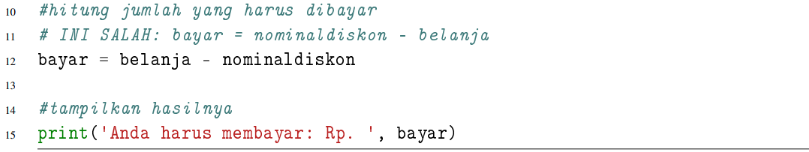 10 #hitung jumlah yang harus dibayar
11 # INI SALAH: bayar = nominaldiskon - belanja
12 bayar = belanja - nominaldiskon
13
14 #tampilkan hasilnya
15 print('Anda harus membayar: Rp. ', bayar)